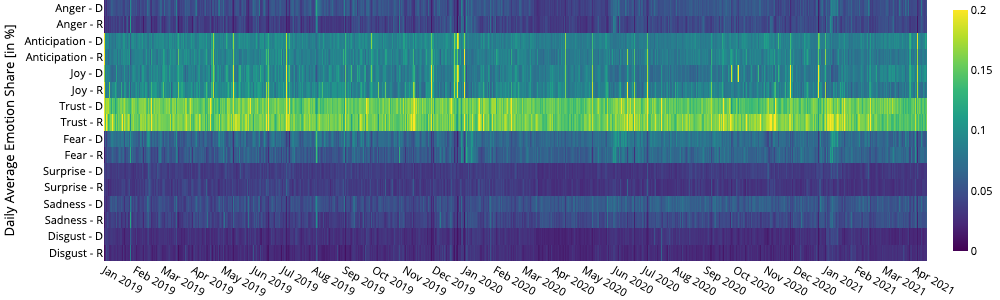 Daily Average Emotion Share [in %]
Anger - D
Anger - R
Anticipation - D
Anticipation - R
Joy - D
Joy - R
Trust - D
Trust - R
Fear - D
Fear - R
Surprise - D
Surprise - R
Sadness - D
Sadness - R
Disgust - D
Disgust - R
Jan 2019
Feb 2019
Mar 2019
Apr 2019
May 2019
Jun 2019
Jul 2019
Aug 2019
Sep 2019
Oct 2019
Nov 2019
Dec 2019
Jan 2020
Feb 2020
Mar 2020
Apr 2020
May 2020
Jun 2020
Jul 2020
Aug 2020
Sep 2020
Oct 2020
Nov 2020
Dec 2020
Jan 2021
Feb 2021
Mar 2021
Apr 2021
0.2
0.15
0.1
0.05
0